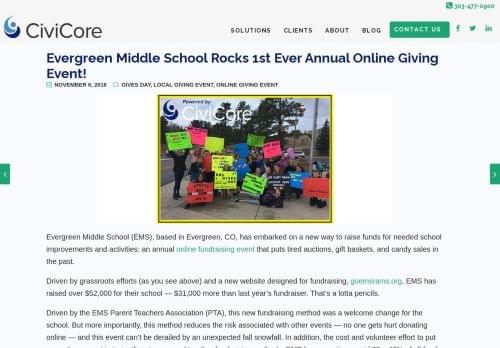 303-477-0900
CiviCore
SOLUTIONS CLIENTS ABOUT BLOG CONTACT US
Evergreen Middle School Rocks 1st Ever Annual Online Giving
Event!
NOVEMBER 6, 2018 GIVES DAY, LOCAL GIVING EVENT, ONLINE GIVING EVENT
Powered by
CiviCore
Evergreen Middle School (EMS), based in Evergreen, CO, has embarked on a new way to raise funds for needed school
improvements and activities: an annual online fundraising event that puts tired auctions, gift baskets, and candy sales in
the past.
Driven by grassroots efforts (as you see above) and a new website designed for fundraising, goemsrams.org, EMS has
raised over $52,000 for their school — $31,000 more than last year's fundraiser. That's a lotta pencils.
Driven by the EMS Parent Teachers Association (PTA), this new fundraising method was a welcome change for the
school. But more importantly, this method reduces the risk associated with other events — no one gets hurt donating
online — and this event can't be derailed by an unexpected fall snowfall. In addition, the cost and volunteer effort to put